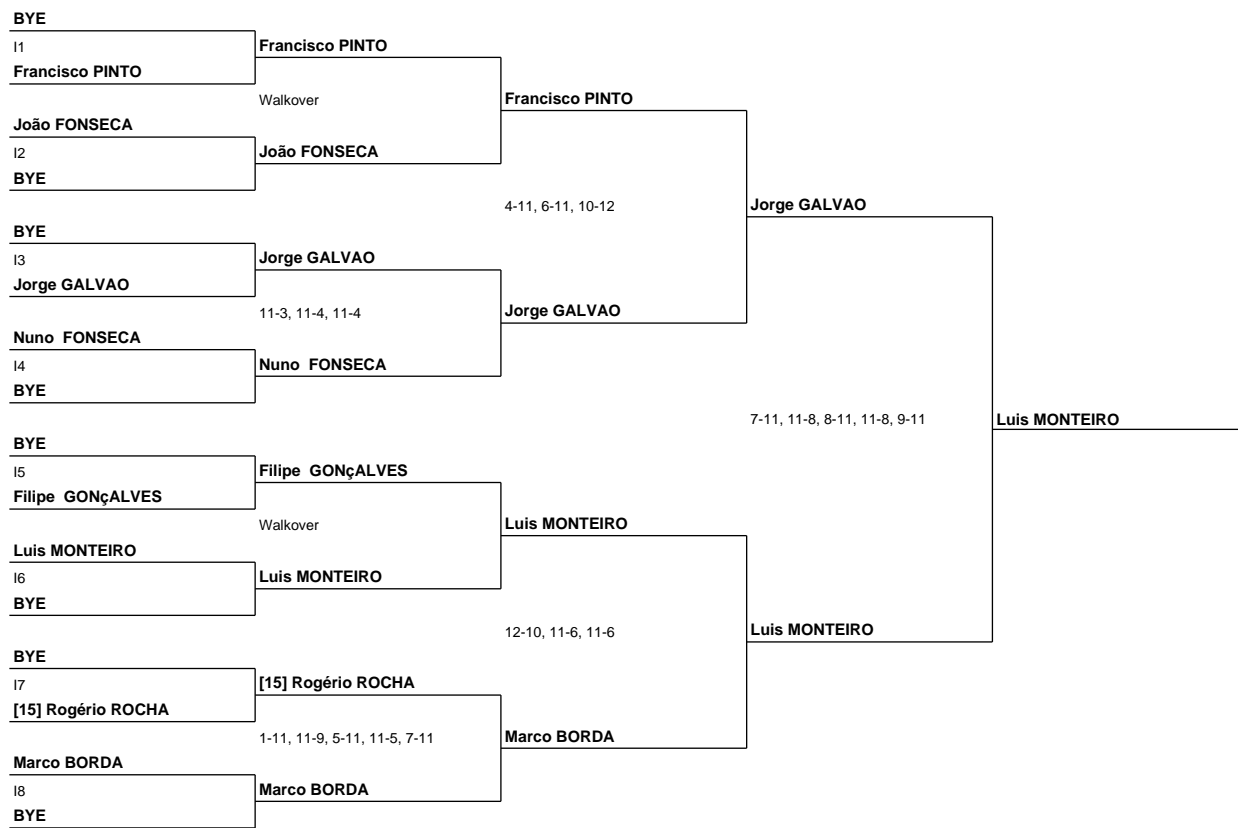 BYE
I1
Francisco PINTO
Francisco PINTO
Walkover
Francisco PINTO
João FONSECA
I2
João FONSECA
BYE
4-11, 6-11, 10-12
Jorge GALVAO
BYE
I3
Jorge GALVAO
Jorge GALVAO
11-3, 11-4, 11-4
Jorge GALVAO
Nuno  FONSECA
I4
Nuno  FONSECA
BYE
7-11, 11-8, 8-11, 11-8, 9-11
Luis MONTEIRO
BYE
I5
Filipe  GONçALVES
Filipe  GONçALVES
Walkover
Luis MONTEIRO
Luis MONTEIRO
I6
Luis MONTEIRO
BYE
12-10, 11-6, 11-6
Luis MONTEIRO
BYE
I7
[15] Rogério ROCHA
[15] Rogério ROCHA
1-11, 11-9, 5-11, 11-5, 7-11
Marco BORDA
Marco BORDA
I8
Marco BORDA
BYE